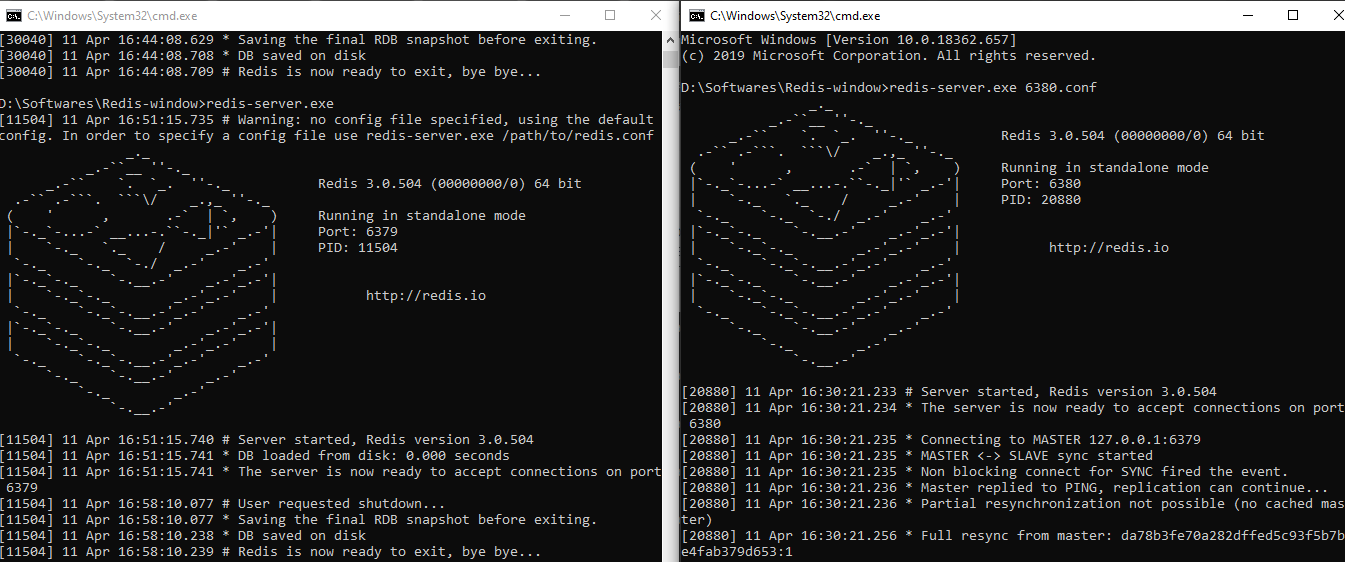 C:\Windows\System32\cmd.exe
[30040] 11 Apr 16:44:08.629 * Saving the final RDB snapshot before exiting.
[30040] 11 Apr 16:44:08.708 * DB saved on disk
[30040] 11 Apr 16:44:08.709 # Redis is now ready to exit, bye bye...
D:\Softwares\Redis-window>redis-server.exe
[11504] 11 Apr 16:51:15.735 # Warning: no config file specified, using the default
config. In order to specify a config file use redis-server.exe /path/to/redis.conf
Redis 3.0.504 (00000000/0) 64 bit
Running in standalone mode
Port: 6379
PID: 11504
http://redis.io
[11504] 11 Apr 16:51:15.740 # Server started, Redis version 3.0.504
[11504] 11 Apr 16:51:15.741 * DB loaded from disk: 0.000 seconds
[11504] 11 Apr 16:51:15.741 * The server is now ready to accept connections on port
6379
[11504] 11 Apr 16:58:10.077 # User requested shutdown...
[11504] 11 Apr 16:58:10.077 * Saving the final RDB snapshot before exiting.
[11504] 11 Apr 16:58:10.238 * DB saved on disk
[11504] 11 Apr 16:58:10.239 # Redis is now ready to exit, bye bye...
C:\Windows\System32\cmd.exe
Microsoft Windows [Version 10.0.18362.657]
(c) 2019 Microsoft Corporation. All rights reserved.
D:\Softwares\Redis-window>redis-server.exe 6380.conf
Redis 3.0.504 (00000000/0) 64 bit
Running in standalone mode
Port: 6380
PID: 20880
http://redis.io
[20880] 11 Apr 16:30:21.233 # Server started, Redis version 3.0.504
[20880] 11 Apr 16:30:21.234 * The server is now ready to accept connections on port
6380
[20880] 11 Apr 16:30:21.235 * Connecting to MASTER 127.0.0.1:6379
[20880] 11 Apr 16:30:21.235 * MASTER <-> SLAVE sync started
[20880] 11 Apr 16:30:21.235 * Non blocking connect for SYNC fired the event.
[20880] 11 Apr 16:30:21.236 * Master replied to PING, replication can continue...
[20880] 11 Apr 16:30:21.236 * Partial resynchronization not possible (no cached mas
ter)
[20880] 11 Apr 16:30:21.256 * Full resync from master: da78b3fe70a282dffed5c93f5b7b
e4fab379d653:1